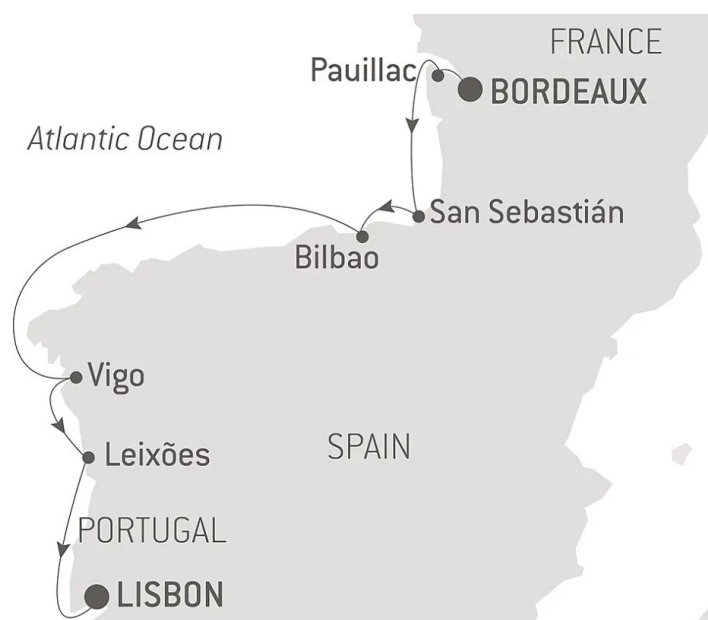 FRANCE
Pauillac
BORDEAUX
Atlantic Ocean
San Sebastián
Bilbao
Vigo
SPAIN
Leixões
PORTUGAL
LISBON